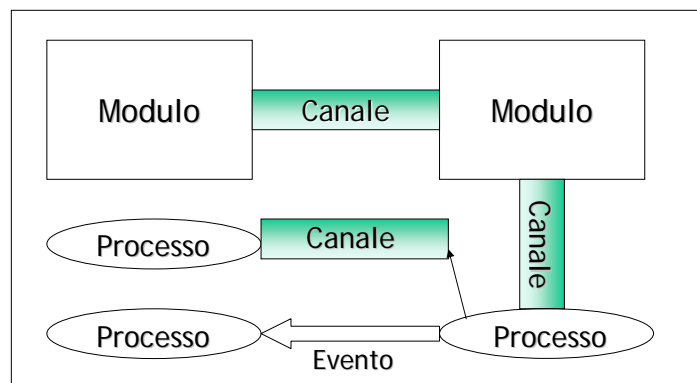 Modulo
Canale
Modulo
Canale
Processo
Canale
Processo
Evento
Processo